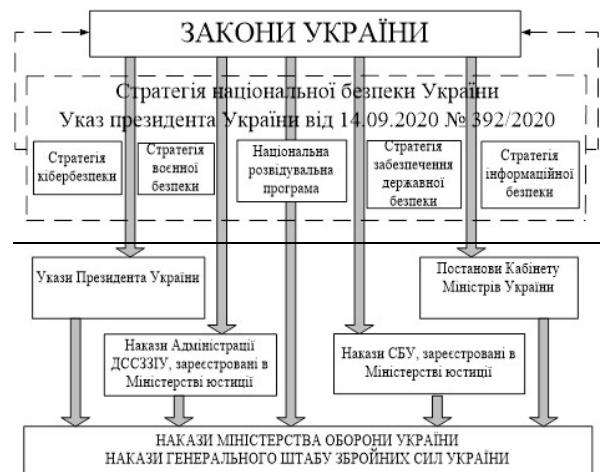 ЗАКОНИ УКРАЇНИ
Стратегія національної безпеки України
Указ президента України від 14.09.2020 № 392/2020
Стратегія
кібербезпеки
Стратегія
воєнної
безпеки
Національна
розвідувальна
програма
Стратегія
забезпечення
державної
безпеки
Стратегія
інформаційної
безпеки
Укази Президента України
Постанови Кабінету
Міністрів України
Накази Адміністрації
ДССЗЗІУ, зареєстровані в
Міністерстві юстиції
Накази СБУ, зареєстровані в
Міністерстві юстиції
НАКАЗИ МІНІСТЕРСТВА ОБОРОНИ УКРАЇНИ
НАКАЗИ ГЕНЕРАЛЬНОГО ШТАБУ ЗБРОЙНИХ СИЛ УКРАЇНИ